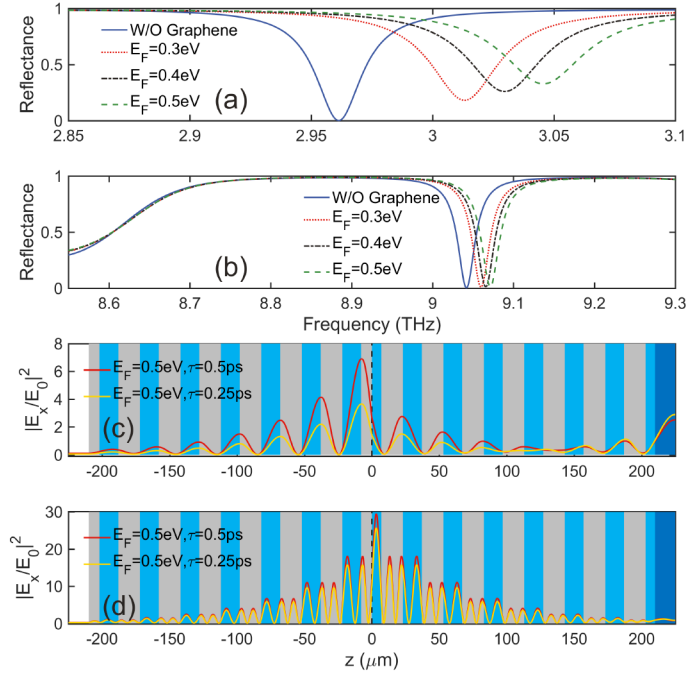 1
0.5
0
Reflectance
W/O Graphene
E_F=0.3eV
E_F=0.4eV
E_F=0.5eV
(a)
2.85 2.9 2.95 3 3.05 3.1
1
0.5
0
Reflectance
W/O Graphene
E_F=0.3eV
E_F=0.4eV
E_F=0.5eV
(b)
8.6 8.7 8.8 8.9 9 9.1 9.2 9.3
Frequency (THz)
8
6
4
2
0
|E_x/E_0|^2
E_F=0.5eV,τ=0.5ps
E_F=0.5eV,τ=0.25ps
(c)
-200 -150 -100 -50 0 50 100 150 200
30
20
10
0
|E_x/E_0|^2
E_F=0.5eV,τ=0.5ps
E_F=0.5eV,τ=0.25ps
(d)
-200 -150 -100 -50 0 50 100 150 200
z (μm)